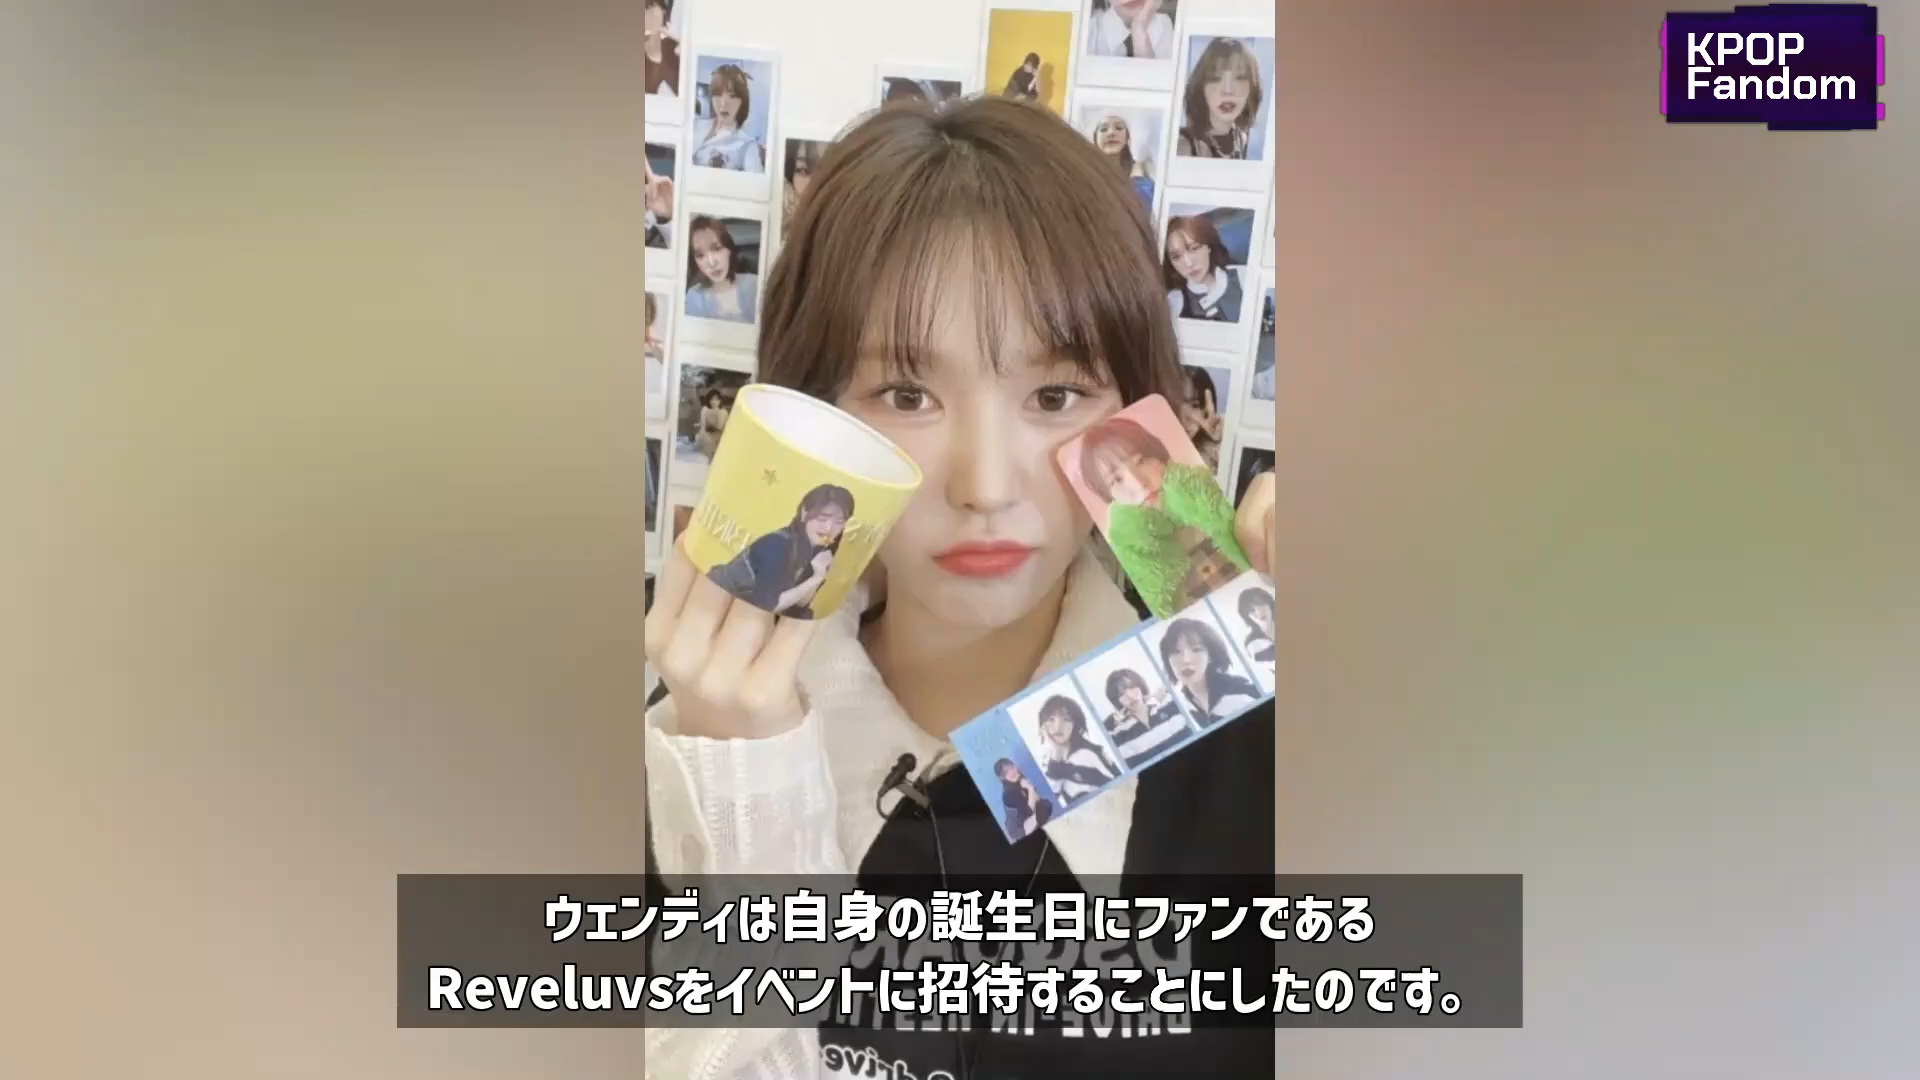 KPOP
Fandom
ウェンディは自身の誕生日にファンである
Reveluvsをイベントに招待することにしたのです。